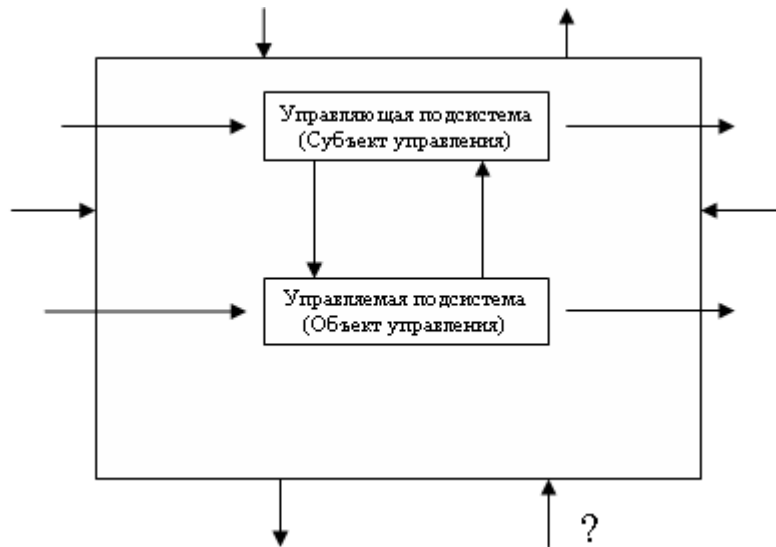 Управляющая подсистема
(Субъект управления)
Управляемая подсистема
(Объект управления)
?